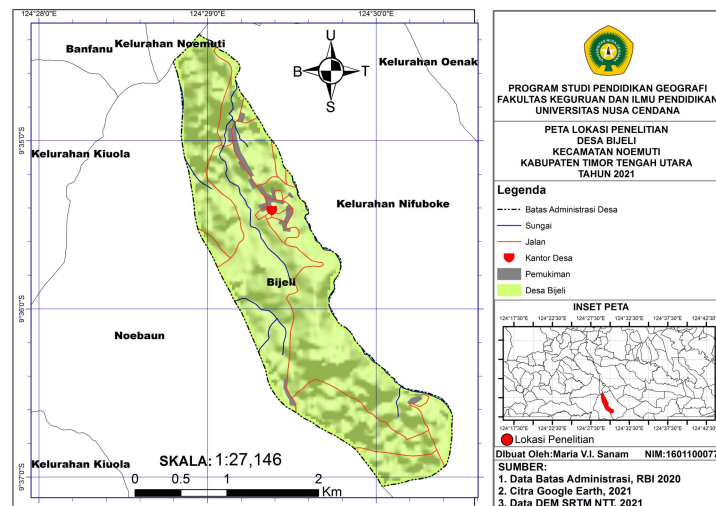 124°28'0"E 124°29'0"E 124°30'0"E
Banfanu
Kelurahan Noemuti
Kelurahan Oenak
U
B T
S
9°35'0"S
Kelurahan Kiuola
Kelurahan Nifuboke
Bijeli
9°36'0"S
Noebaun
Kelurahan Kiuola
9°37'0"S
SKALA: 1:27,146
0 0.5 1 2
Km
PROGRAM STUDI PENDIDIKAN GEOGRAFI
FAKULTAS KEGURUAN DAN ILMU PENDIDIKAN
UNIVERSITAS NUSA CENDANA
PETA LOKASI PENELITIAN
DESA BIJELI
KECAMATAN NOEMUTI
KABUPATEN TIMOR TENGAH UTARA
TAHUN 2021
Legenda
Batas Administrasi Desa
Sungai
Jalan
Kantor Desa
Pemukiman
Desa Bijeli
INSET PETA
124°17'30"E 124°22'30"E 124°27'30"E 124°32'30"E 124°37'30"E 124°42'30"E
124°17'30"E 124°22'30"E 124°27'30"E 124°32'30"E 124°37'30"E 124°42'30"E
Lokasi Penelitian
DIbuat Oleh:Maria V.I. Sanam NIM:1601100077
SUMBER:
1. Data Batas Administrasi, RBI 2020
2. Citra Google Earth, 2021
3. Data DEM SRTM NTT, 2021